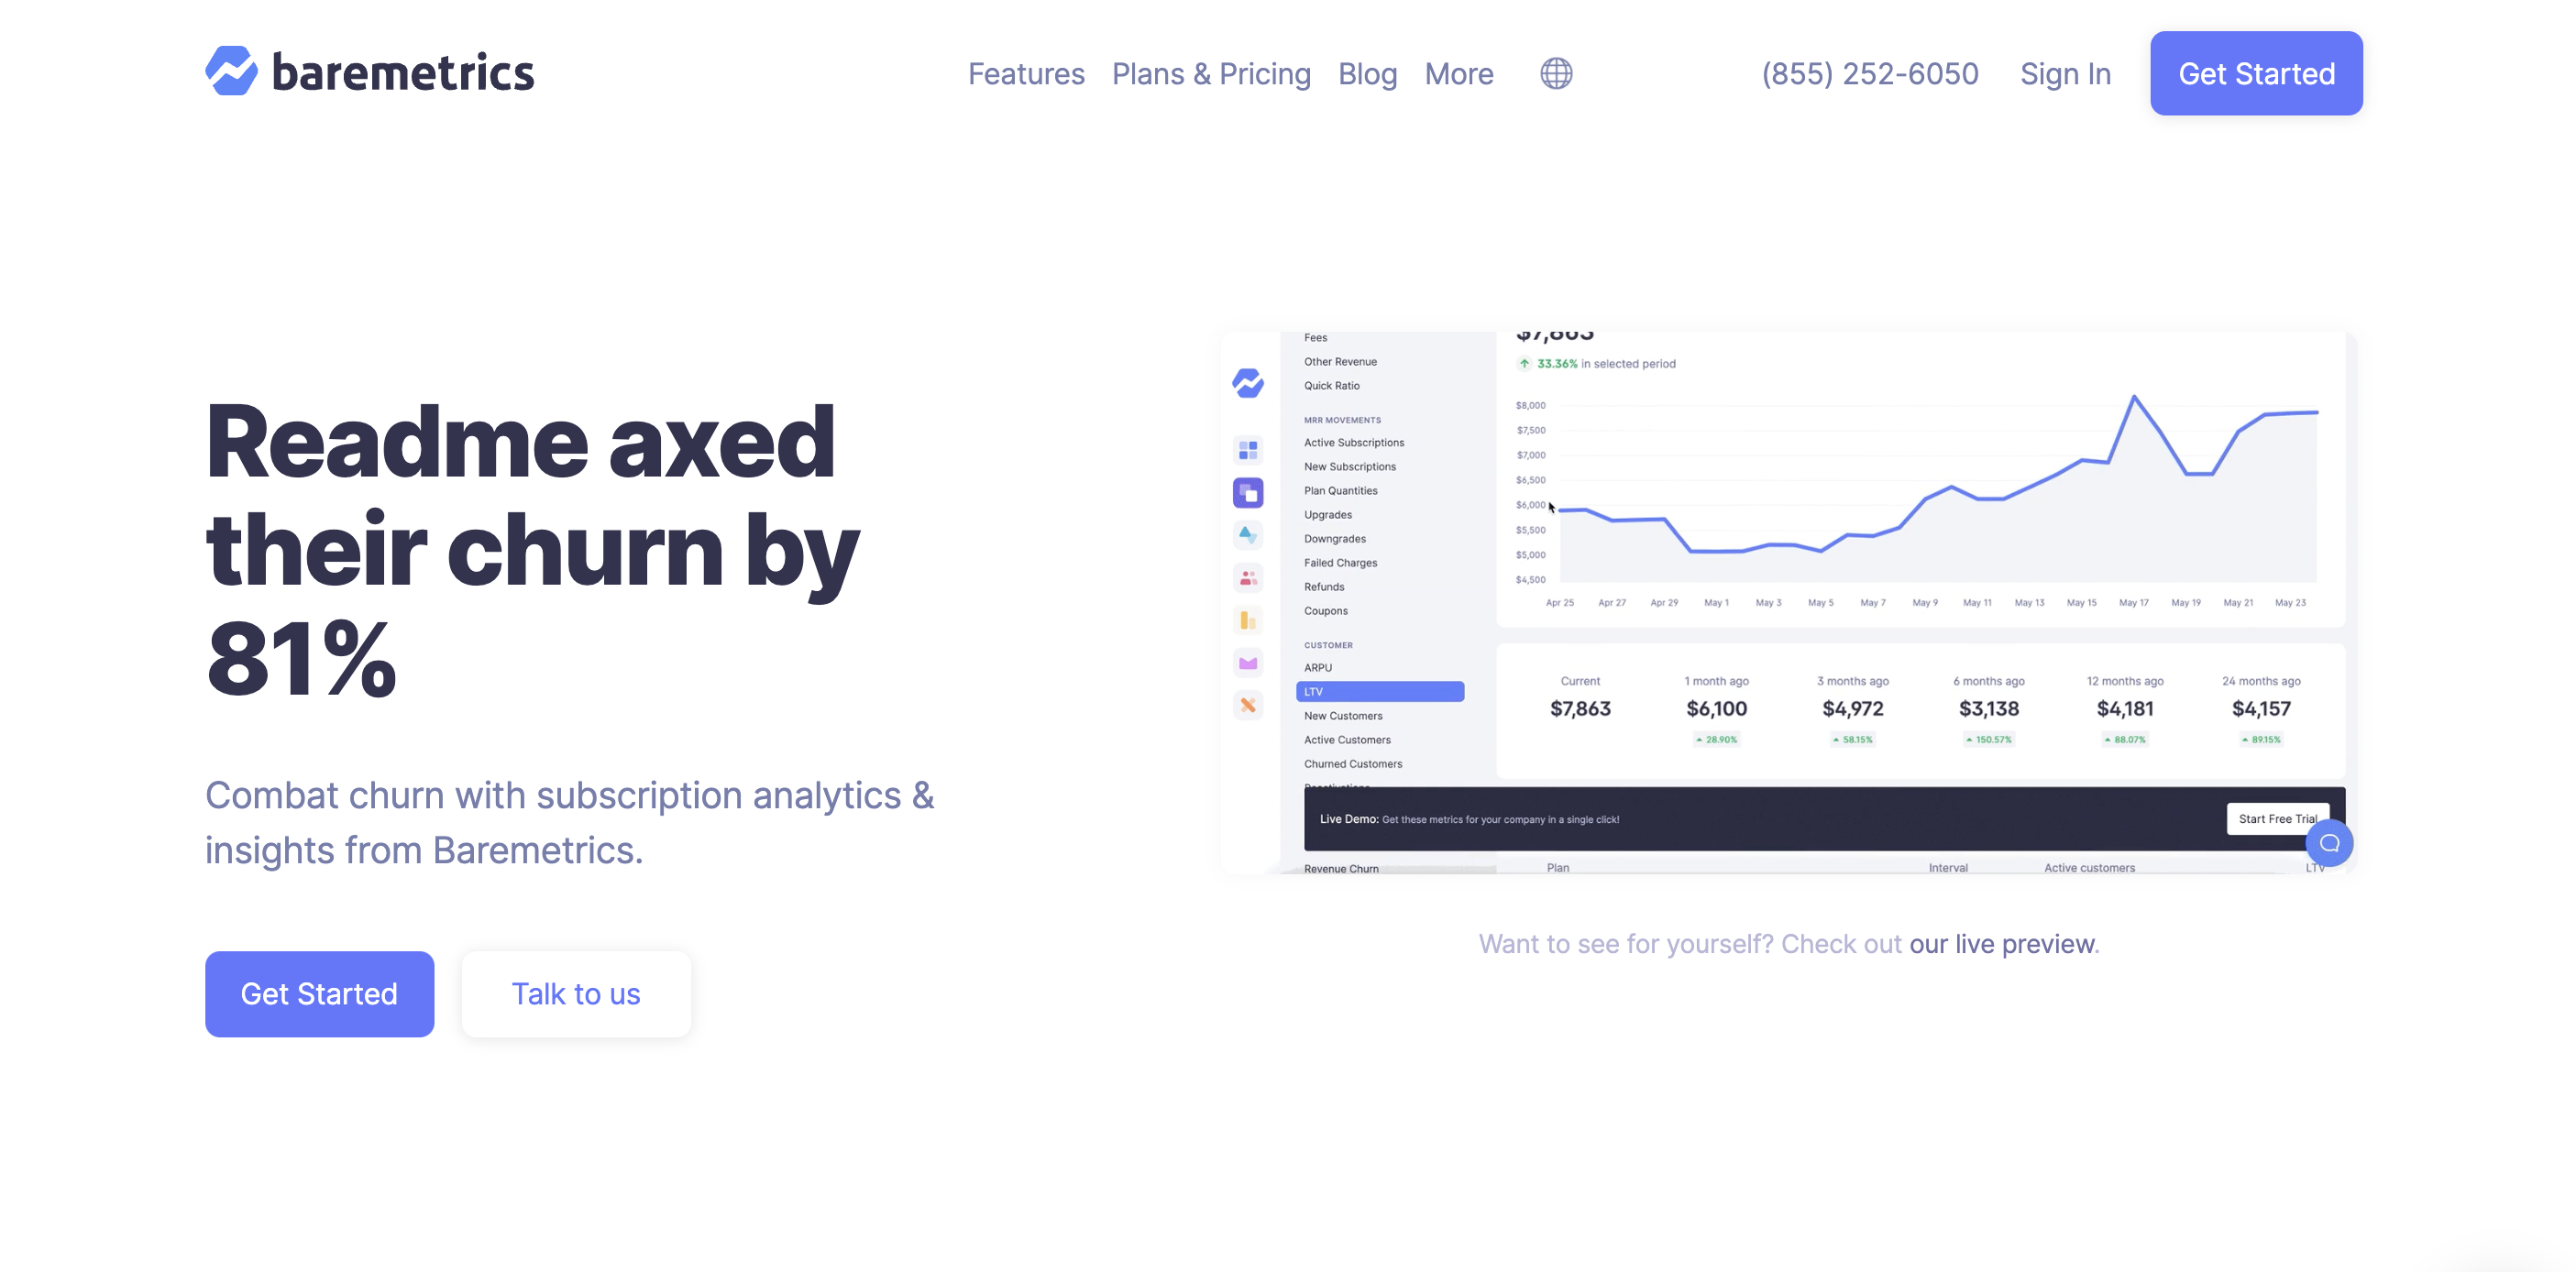 baremetrics
Features Plans & Pricing Blog More
(855) 252-6050 Sign In Get Started
Readme axed
their churn by
81%
Combat churn with subscription analytics &
insights from Baremetrics.
Get Started Talk to us
Fees
Other Revenue
Quick Ratio
MRR MOVEMENTS
Active Subscriptions
New Subscriptions
Plan Quantities
Upgrades
Downgrades
Failed Charges
Refunds
Coupons
CUSTOMER
ARPU
LTV
New Customers
Active Customers
Churned Customers
Reactivations
$7,863
33.36% in selected period
$8,000
$7,500
$7,000
$6,500
$6,000
$5,500
$5,000
$4,500
Apr 25 Apr 27 Apr 29 May 1 May 3 May 5 May 7 May 9 May 11 May 13 May 15 May 17 May 19 May 21 May 23
Current 1 month ago 3 months ago 6 months ago 12 months ago 24 months ago
$7,863 $6,100 $4,972 $3,138 $4,181 $4,157
28.90% 58.15% 150.57% 88.07% 89.15%
Live Demo: Get these metrics for your company in a single click!
Start Free Trial
Revenue Churn
Plan Interval Active customers LTV
Want to see for yourself? Check out our live preview.